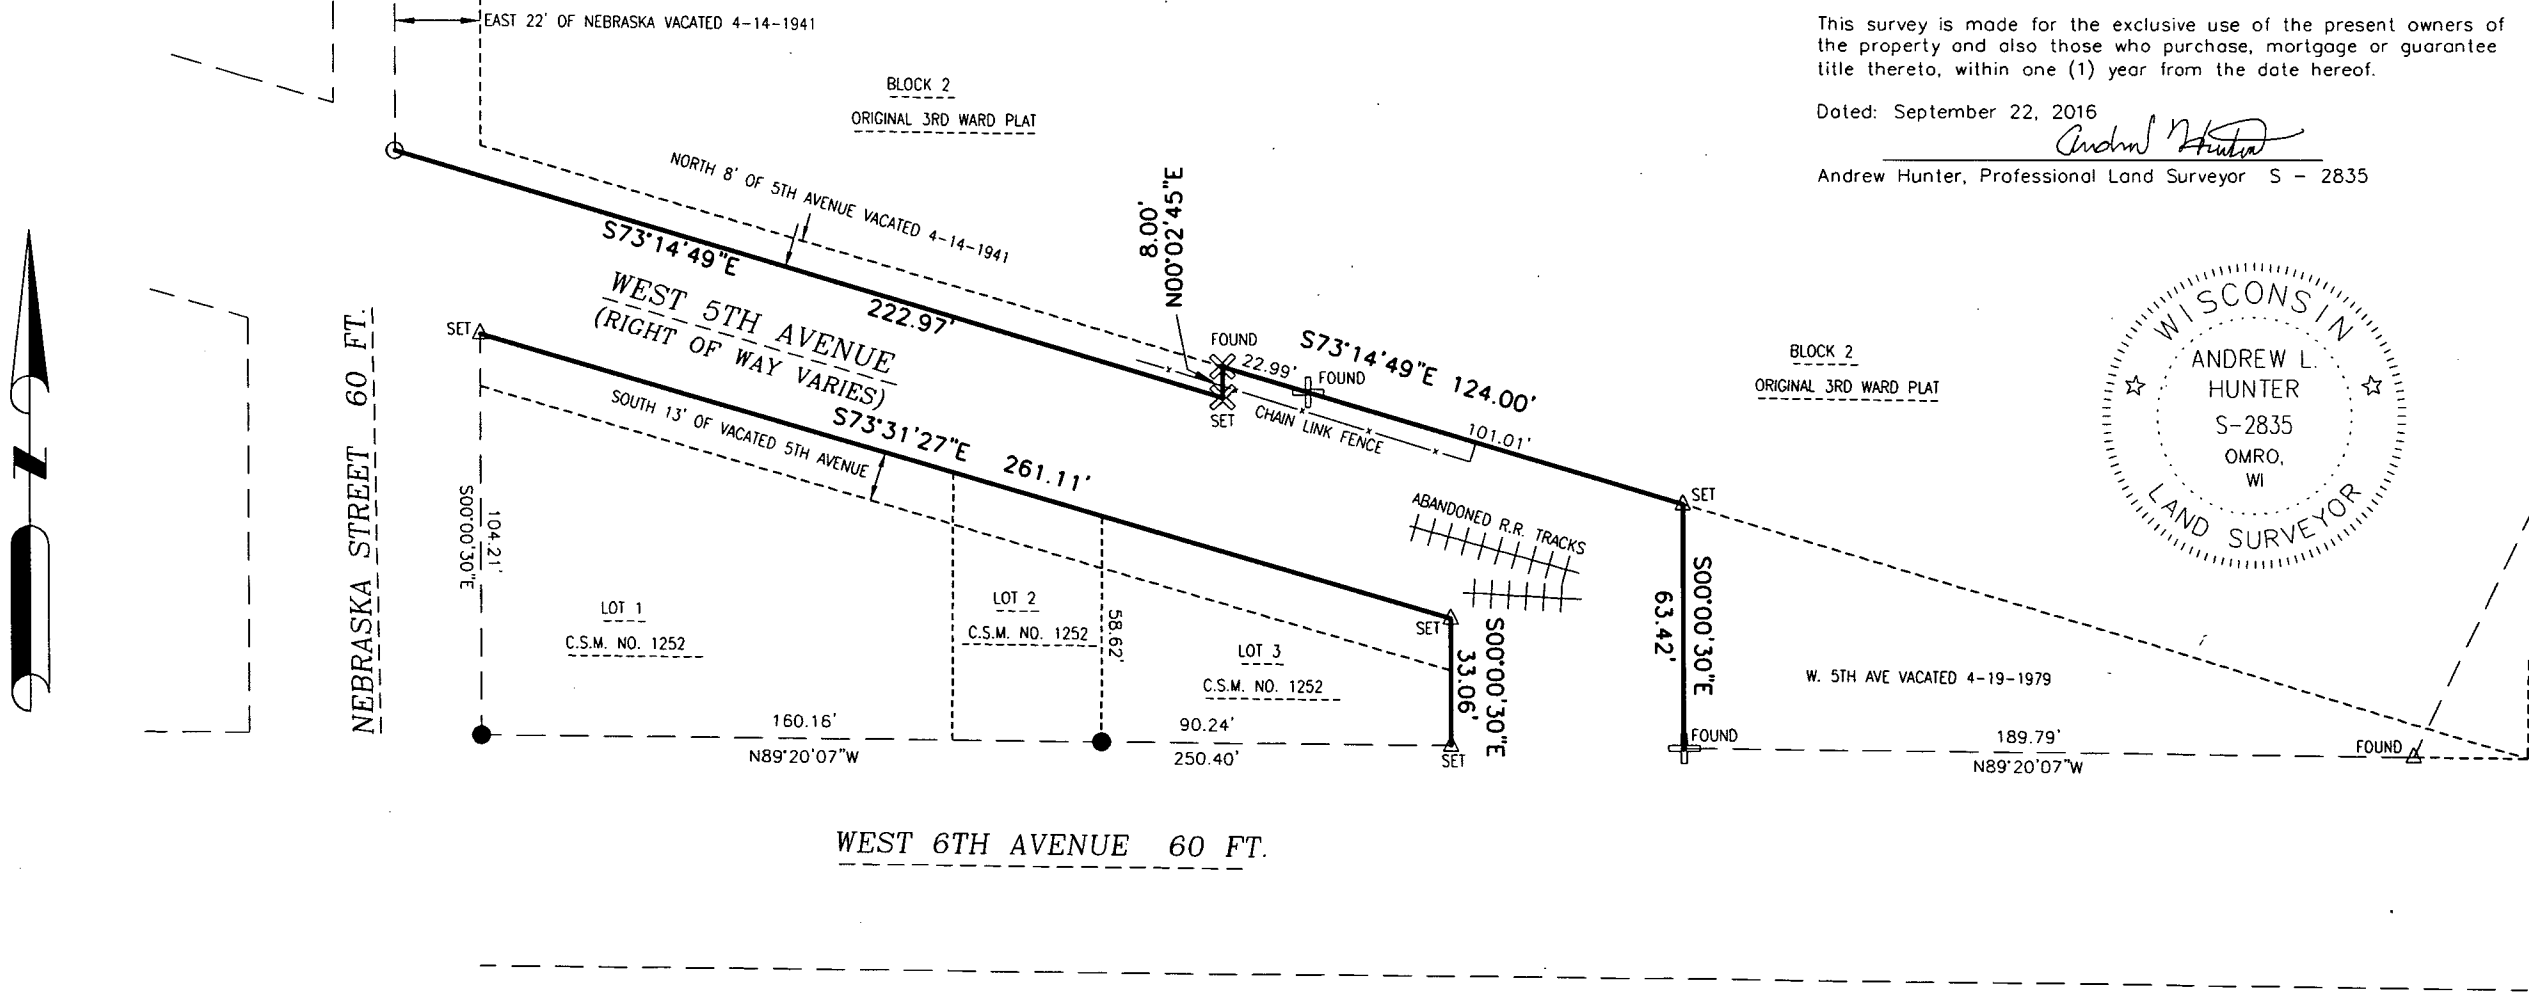 EAST 22' OF NEBRASKA VACATED 4-14-1941
This survey is made for the exclusive use of the present owners of
the property and also those who purchase, mortgage or guarantee
title thereto, within one (1) year from the date hereof.
Dated: September 22, 2016
Andrew Hunter, Professional Land Surveyor S - 2835
BLOCK 2
ORIGINAL 3RD WARD PLAT
NORTH 8' OF 5TH AVENUE VACATED 4-14-1941
S73°14'49"E
222.97'
8.00'
N00°02'45"E
WEST 5TH AVENUE
(RIGHT OF WAY VARIES)
SET
FOUND
22.99'
S73°14'49"E 124.00'
FOUND
SET
CHAIN LINK FENCE
101.01'
BLOCK 2
ORIGINAL 3RD WARD PLAT
WISCONSIN
ANDREW L.
HUNTER
S-2835
OMRO,
WI
LAND SURVEYOR
SOUTH 13' OF VACATED 5TH AVENUE
S73°31'27"E 261.11'
NEBRASKA STREET 60 FT.
104.21'
S00°00'30"E
ABANDONED R.R. TRACKS
SET
S00°00'30"E
63.42'
LOT 1
C.S.M. NO. 1252
LOT 2
C.S.M. NO. 1252
58.62'
LOT 3
C.S.M. NO. 1252
SET
S00°00'30"E
33.06'
W. 5TH AVE VACATED 4-19-1979
160.16'
N89°20'07"W
90.24'
250.40'
SET
FOUND
189.79'
N89°20'07"W
FOUND
WEST 6TH AVENUE 60 FT.
N